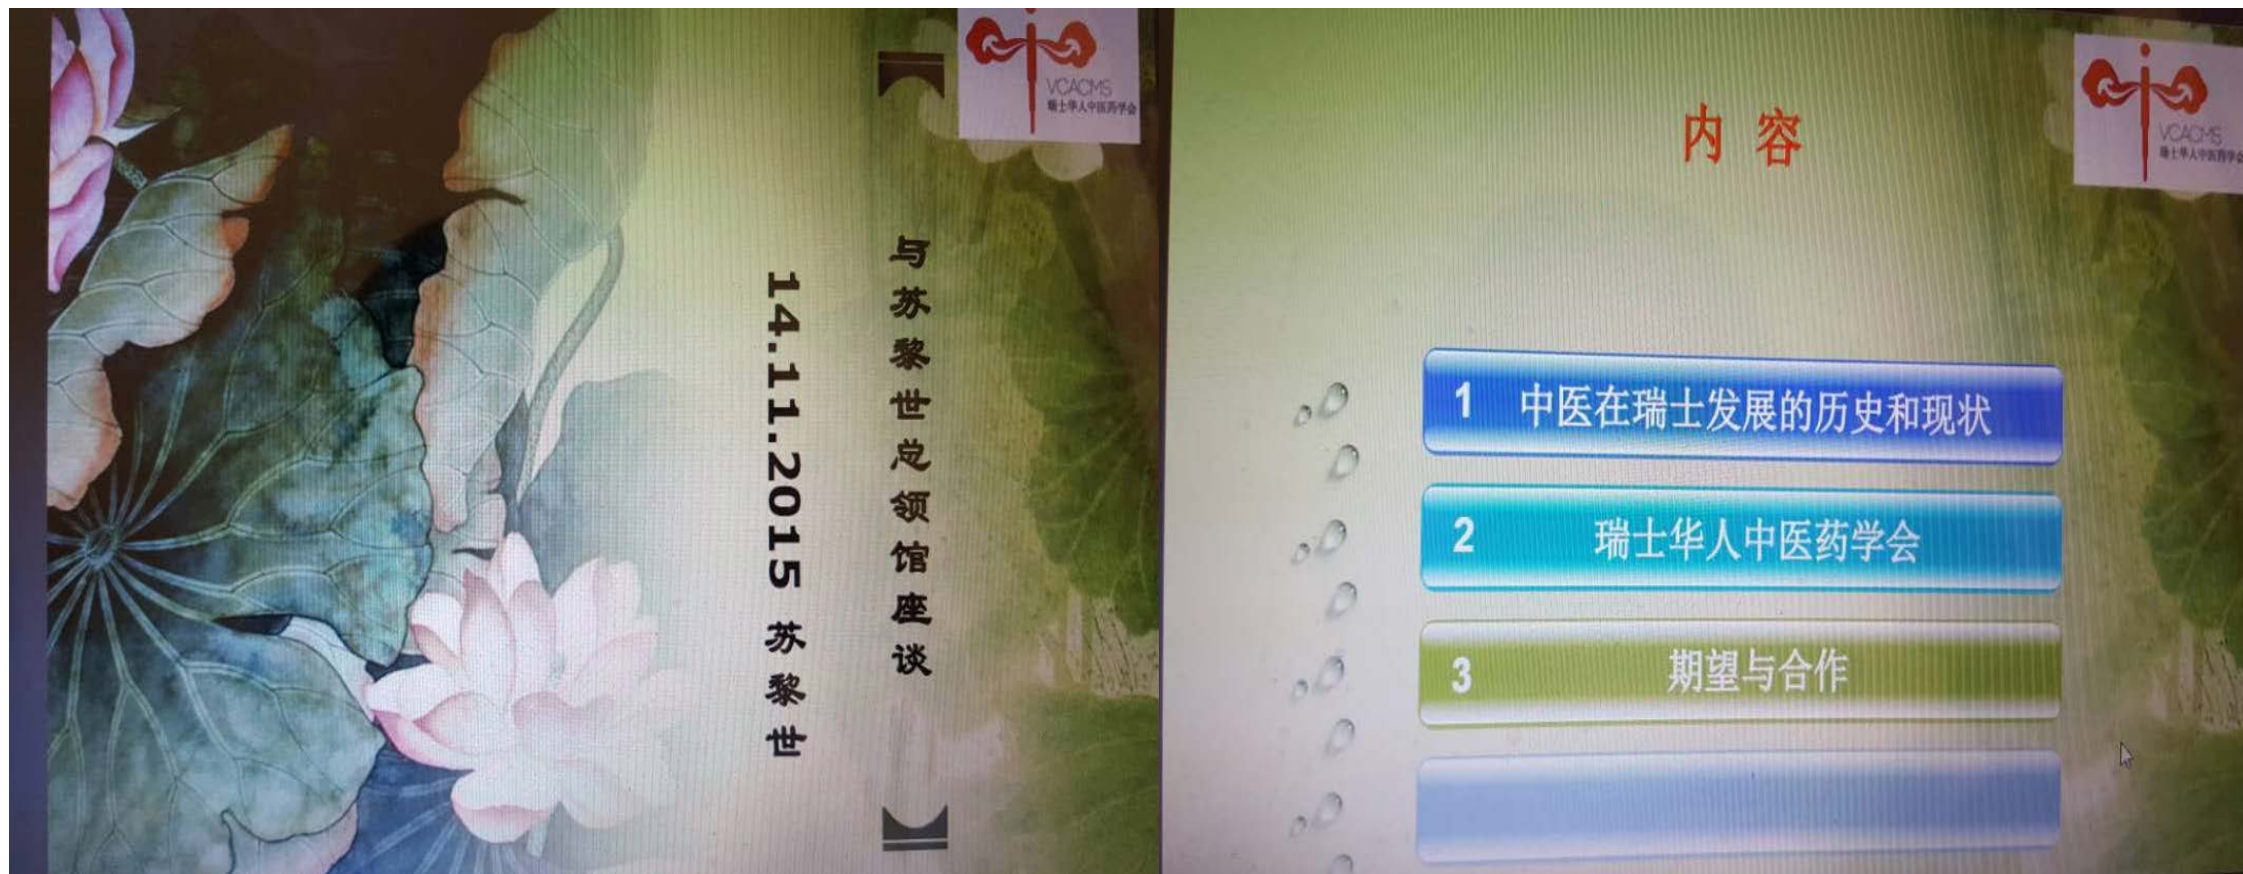 VCACMS
瑞士华人中医药学会
与苏黎世总领馆座谈
14.11.2015 苏黎世
VCACMS
瑞士华人中医药学会
内 容
1 中医在瑞士发展的历史和现状
2 瑞士华人中医药学会
3 期望与合作